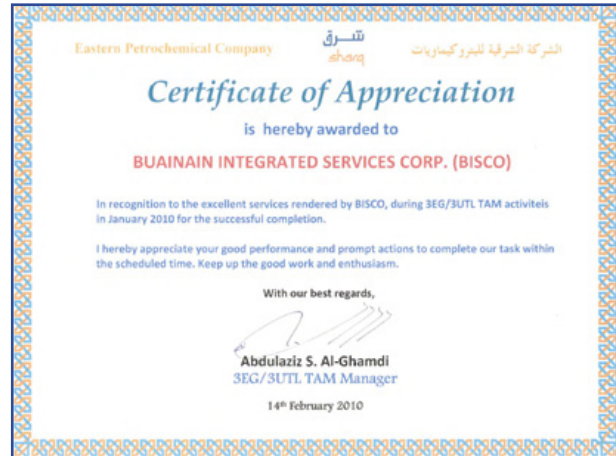 Eastern Petrochemical Company
شرق
sharq
الشركة الشرقية للبتروكيماويات
Certificate of Appreciation
is hereby awarded to
BUAINAIN INTEGRATED SERVICES CORP. (BISCO)
In recognition to the excellent services rendered by BISCO, during 3EG/3UTL TAM activiteis
in January 2010 for the successful completion.
I hereby appreciate your good performance and prompt actions to complete our task within
the scheduled time. Keep up the good work and enthusiasm.
With our best regards,
Abdulaziz S. Al-Ghamdi
3EG/3UTL TAM Manager
14th February 2010